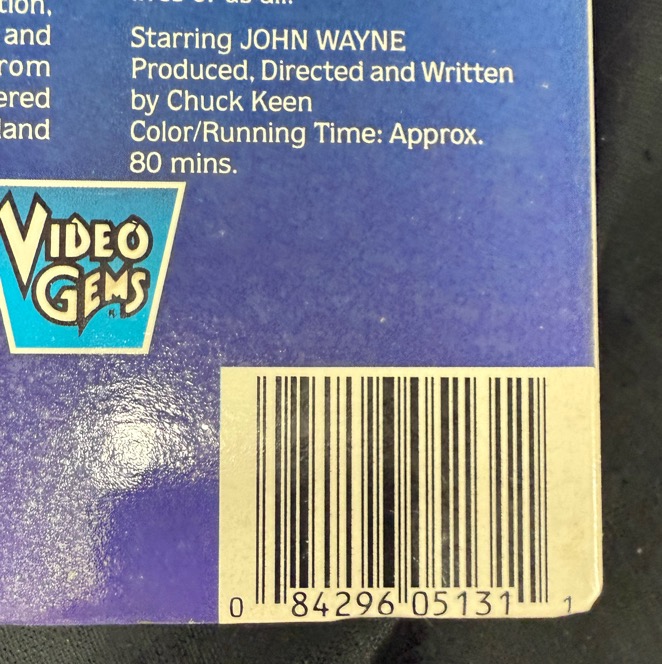 tion,
and
rom
ered
land
Starring JOHN WAYNE
Produced, Directed and Written
by Chuck Keen
Color/Running Time: Approx.
80 mins.
VIDEO
GEMS
0 84296 05131 1